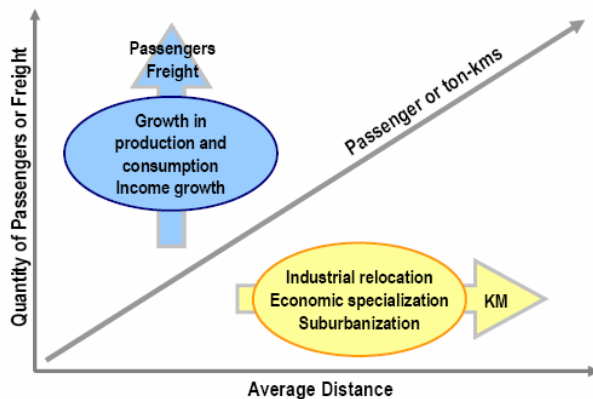 Quantity of Passengers or Freight
Passengers
Freight
Growth in
production and
consumption
Income growth
Passenger or ton-kms
Industrial relocation
Economic specialization
Suburbanization
KM
Average Distance